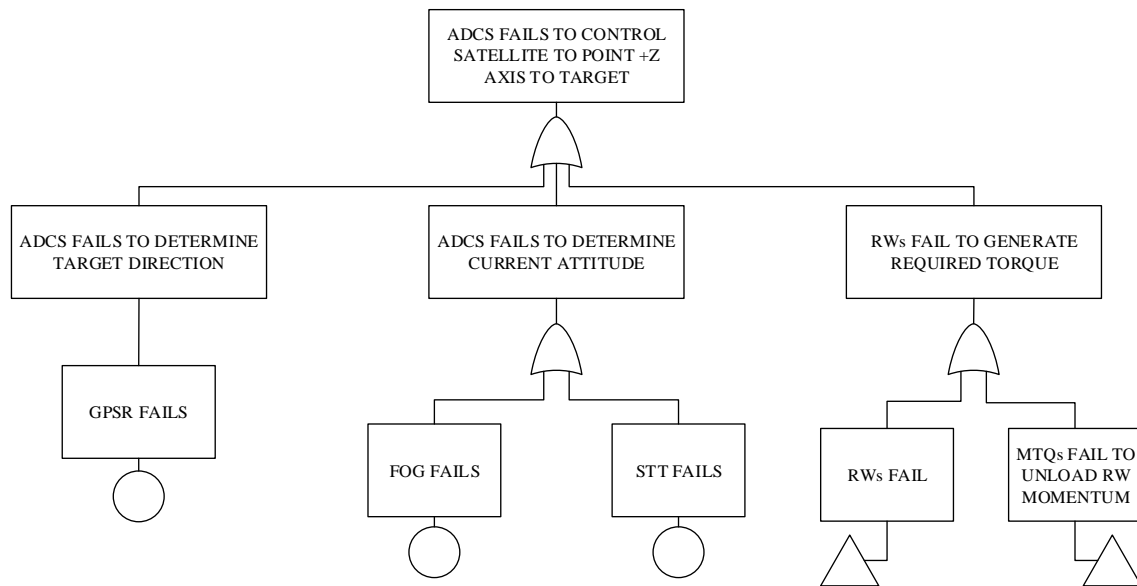 ADCS FAILS TO CONTROL
SATELLITE TO POINT +Z
AXIS TO TARGET
ADCS FAILS TO DETERMINE
TARGET DIRECTION
ADCS FAILS TO DETERMINE
CURRENT ATTITUDE
RWs FAIL TO GENERATE
REQUIRED TORQUE
GPSR FAILS
FOG FAILS
STT FAILS
RWs FAIL
MTQs FAIL TO
UNLOAD RW
MOMENTUM